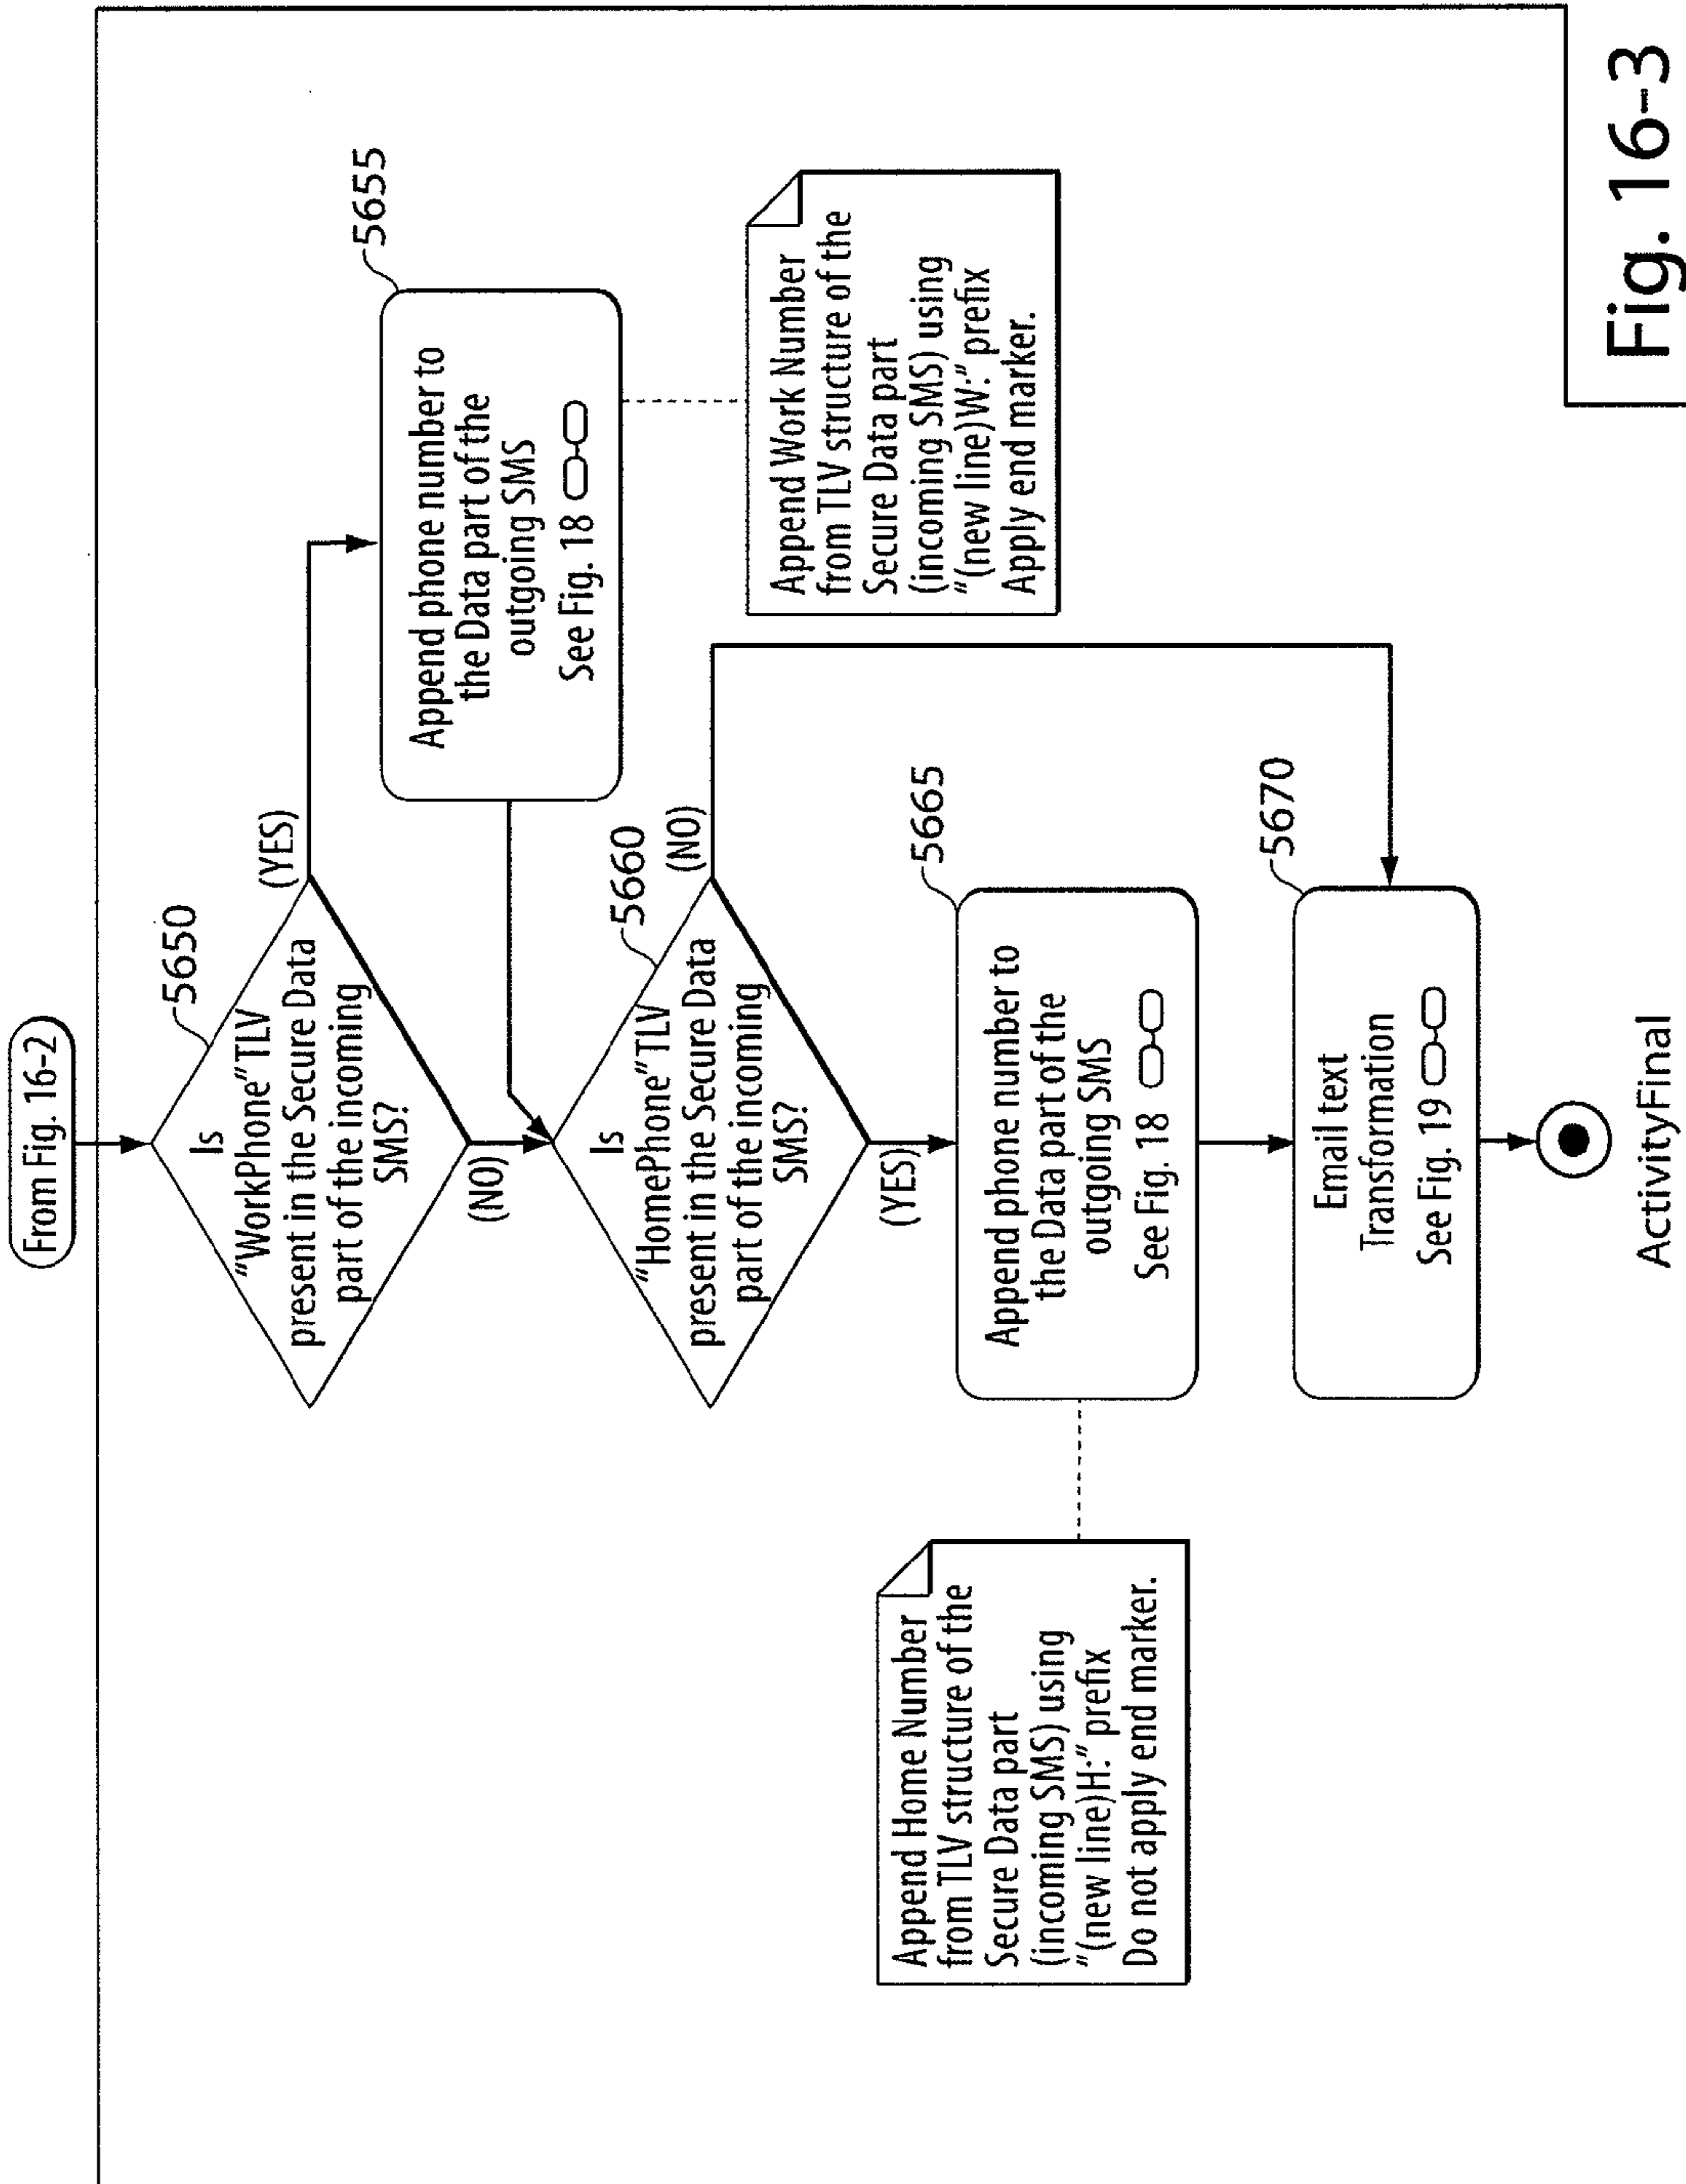 From Fig. 16-2
5650
Is
"WorkPhone" TLV
present in the Secure Data
part of the incoming
SMS?
(YES)
(NO)
5655
Append phone number to
the Data part of the
outgoing SMS
See Fig. 18
Append Work Number
from TLV structure of the
Secure Data part
(incoming SMS) using
"(new line) W:" prefix
Apply end marker.
5660
Is
"HomePhone" TLV
present in the Secure Data
part of the incoming
SMS?
(NO)
(YES)
5665
Append phone number to
the Data part of the
outgoing SMS
See Fig. 18
Append Home Number
from TLV structure of the
Secure Data part
(incoming SMS) using
"(new line) H:" prefix
Do not apply end marker.
5670
Email text
Transformation
See Fig. 19
ActivityFinal
Fig. 16-3